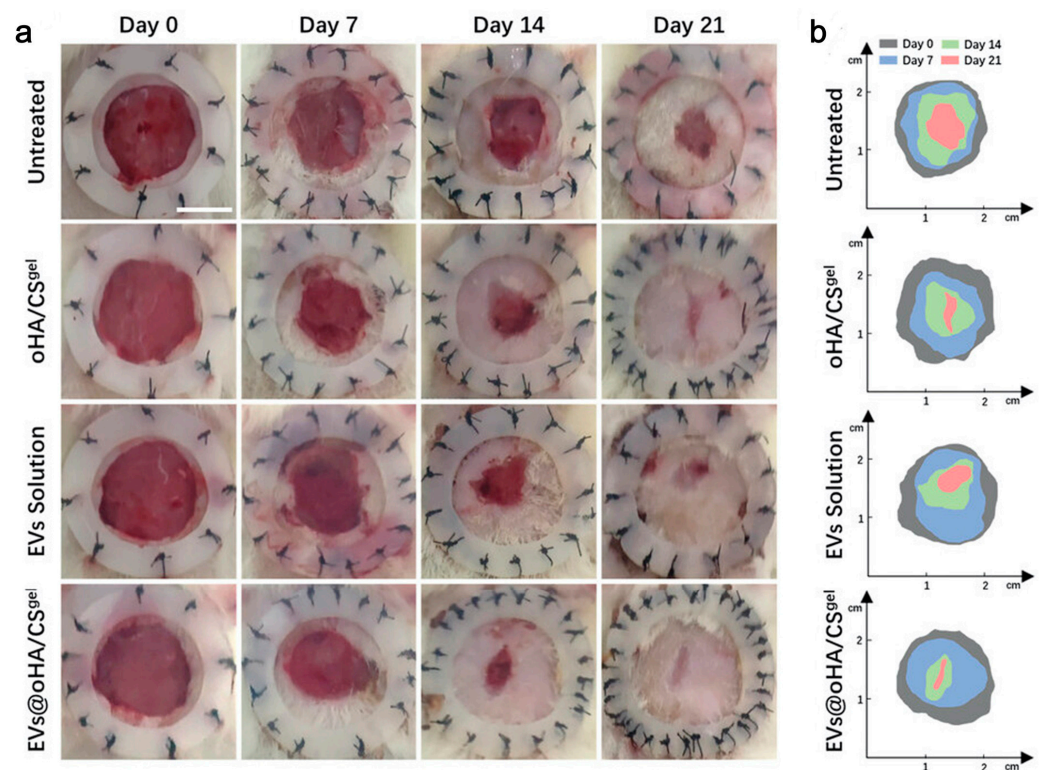 a
Day 0 Day 7 Day 14 Day 21
Untreated
oHA/CSgel
EVs Solution
EVs@oHA/CSgel
b
Day 0 Day 14
Day 7 Day 21
Untreated
cm
2
1
1 2 cm
oHA/CSgel
cm
2
1
1 2 cm
EVs Solution
cm
2
1
1 2 cm
EVs@oHA/CSgel
cm
2
1
1 2 cm